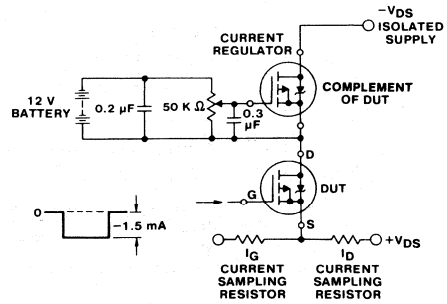 −VDS
ISOLATED
SUPPLY
CURRENT
REGULATOR
COMPLEMENT
OF DUT
12 V
BATTERY
0.2 µF
50 K Ω
0.3
µF
D
DUT
G
S
0
−1.5 mA
+VDS
IG
CURRENT
SAMPLING
RESISTOR
ID
CURRENT
SAMPLING
RESISTOR